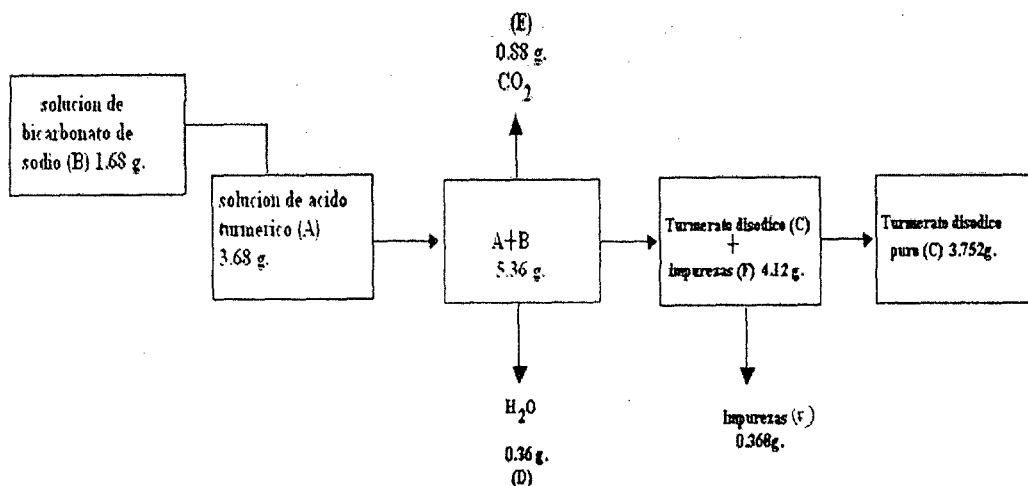 (E)
0.88 g.
CO2
solucion de
bicarbonato de
sodio (B) 1.68 g.
solucion de acido
turmerico (A)
3.68 g.
A+B
5.36 g.
Turmerato disodico (C)
+
impurezas (F) 4.12 g.
Turmerato disodico
puro (C) 3.752g.
H2O
0.36 g.
(D)
Impurezas (F)
0.368g.